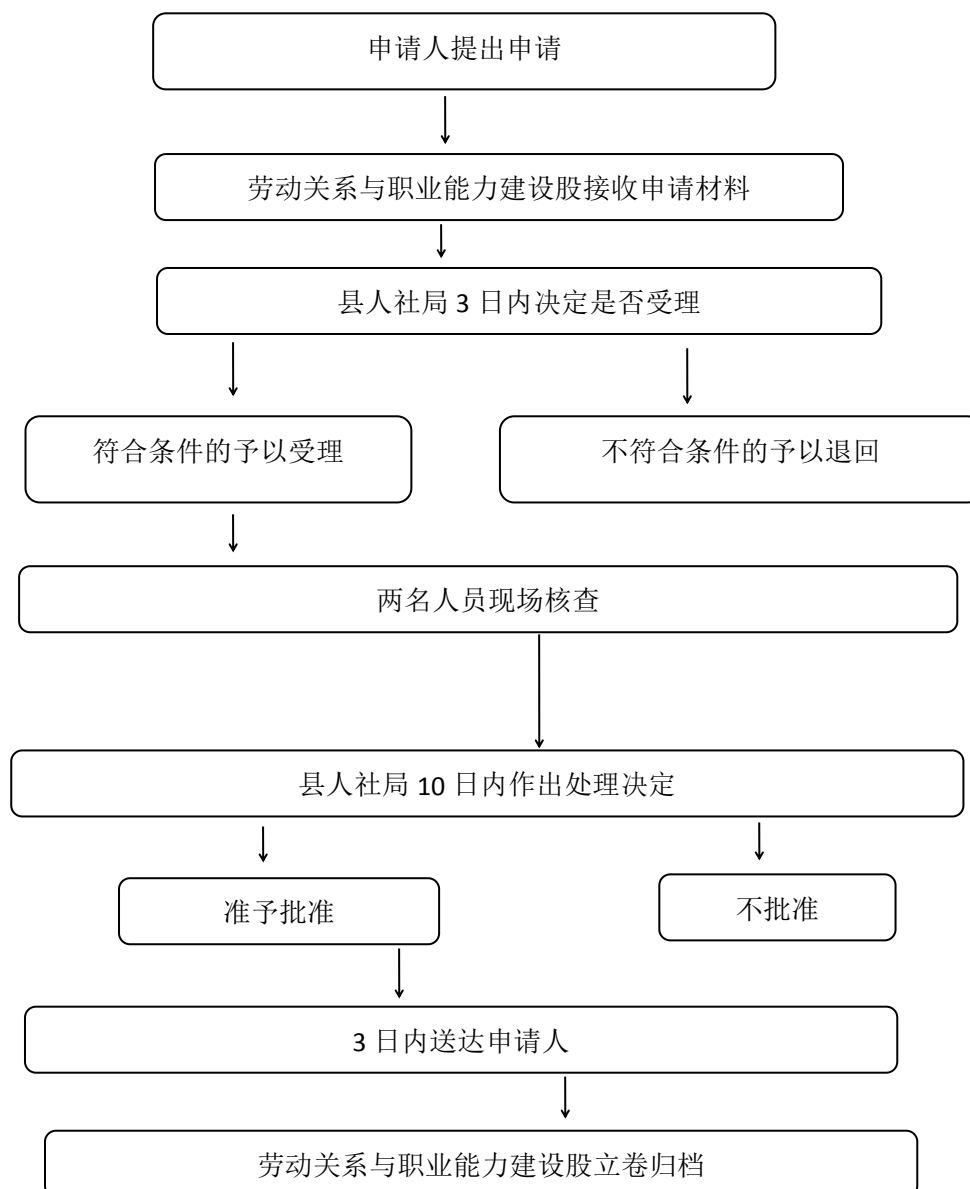 申请人提出申请
劳动关系与职业能力建设股接收申请材料
县人社局 3 日内决定是否受理
符合条件的予以受理
不符合条件的予以退回
两名人员现场核查
县人社局 10 日内作出处理决定
准予批准
不批准
3 日内送达申请人
劳动关系与职业能力建设股立卷归档